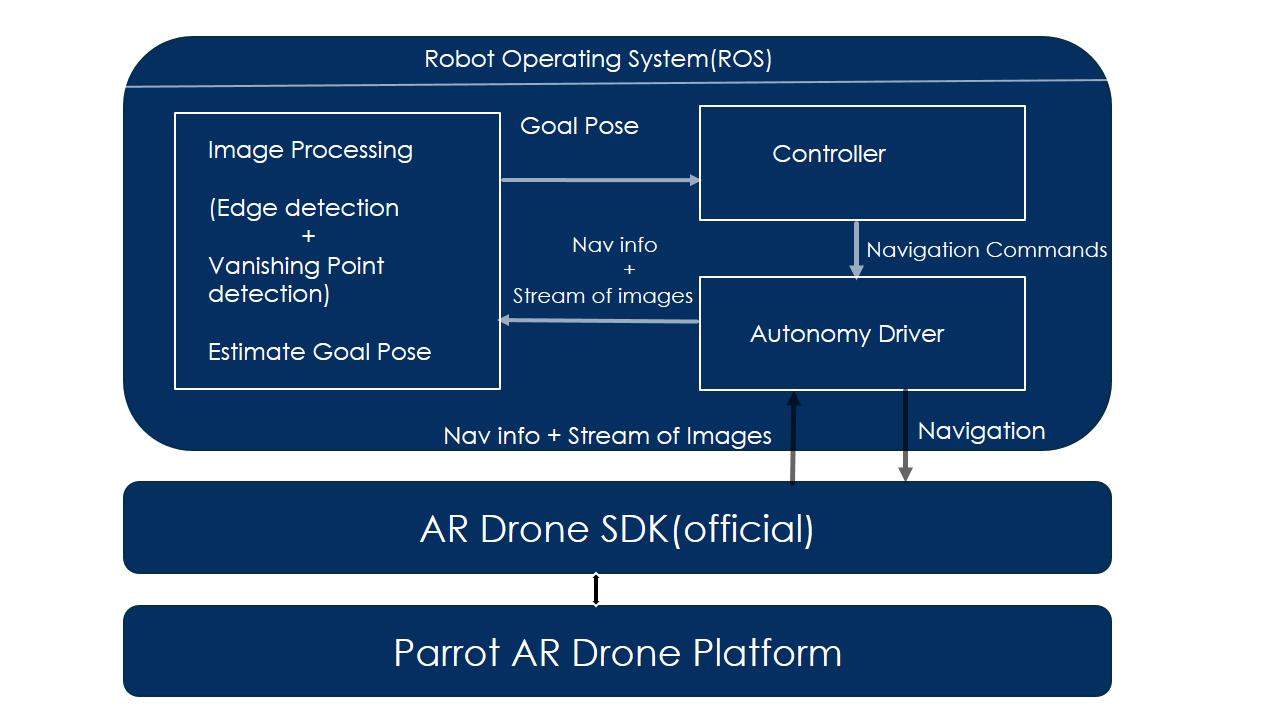 Robot Operating System(ROS)
Image Processing
(Edge detection
+
Vanishing Point
detection)
Estimate Goal Pose
Goal Pose
Controller
Nav info
+
Stream of images
Navigation Commands
Autonomy Driver
Nav info + Stream of Images
Navigation
AR Drone SDK(official)
Parrot AR Drone Platform